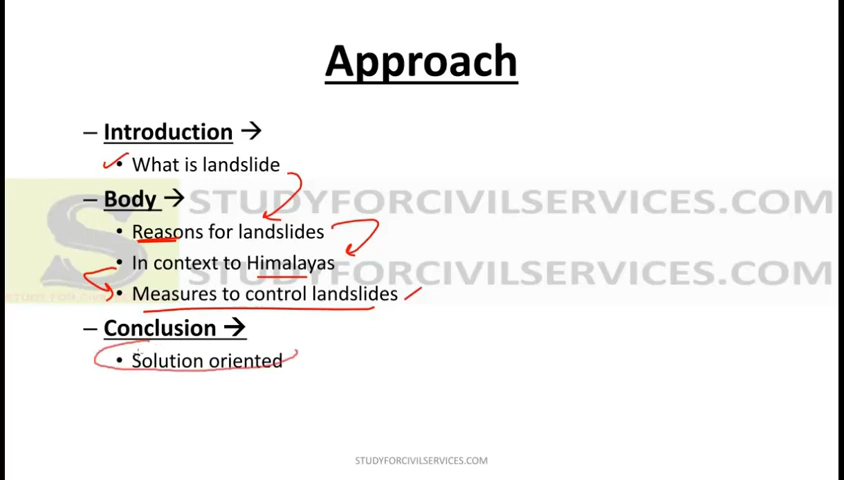 Approach
– Introduction →
• What is landslide
– Body →
STUDYFORCIVILSERVICES.COM
• Reasons for landslides
• In context to Himalayas
STUDYFORCIVILSERVICES.COM
• Measures to control landslides
– Conclusion →
• Solution oriented
STUDYFORCIVILSERVICES.COM